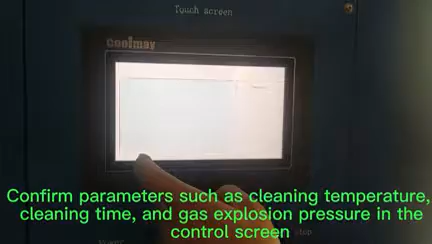 Touch screen
coolmay
Confirm parameters such as cleaning temperature,
cleaning time, and gas explosion pressure in the
control screen
stop